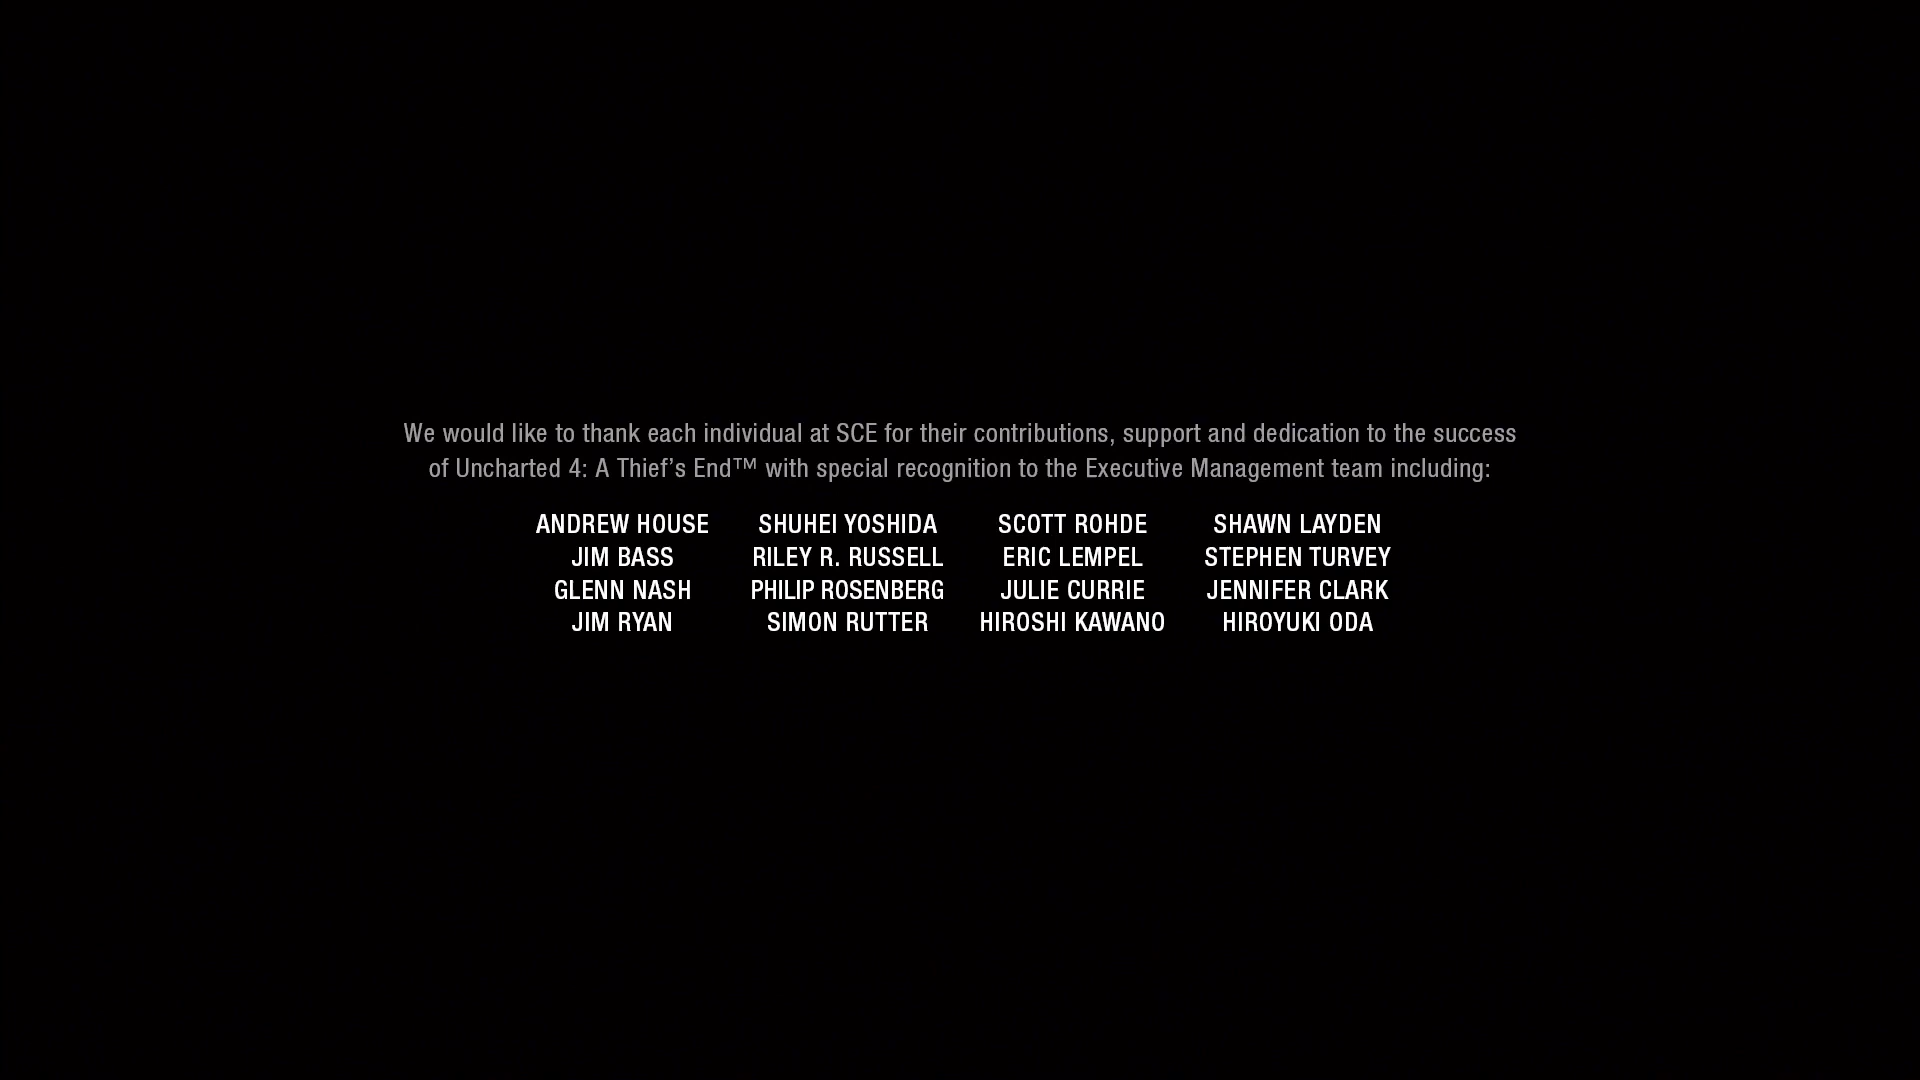 We would like to thank each individual at SCE for their contributions, support and dedication to the success
of Uncharted 4: A Thief’s End™ with special recognition to the Executive Management team including:
ANDREW HOUSE SHUHEI YOSHIDA SCOTT ROHDE SHAWN LAYDEN
JIM BASS RILEY R. RUSSELL ERIC LEMPEL STEPHEN TURVEY
GLENN NASH PHILIP ROSENBERG JULIE CURRIE JENNIFER CLARK
JIM RYAN SIMON RUTTER HIROSHI KAWANO HIROYUKI ODA